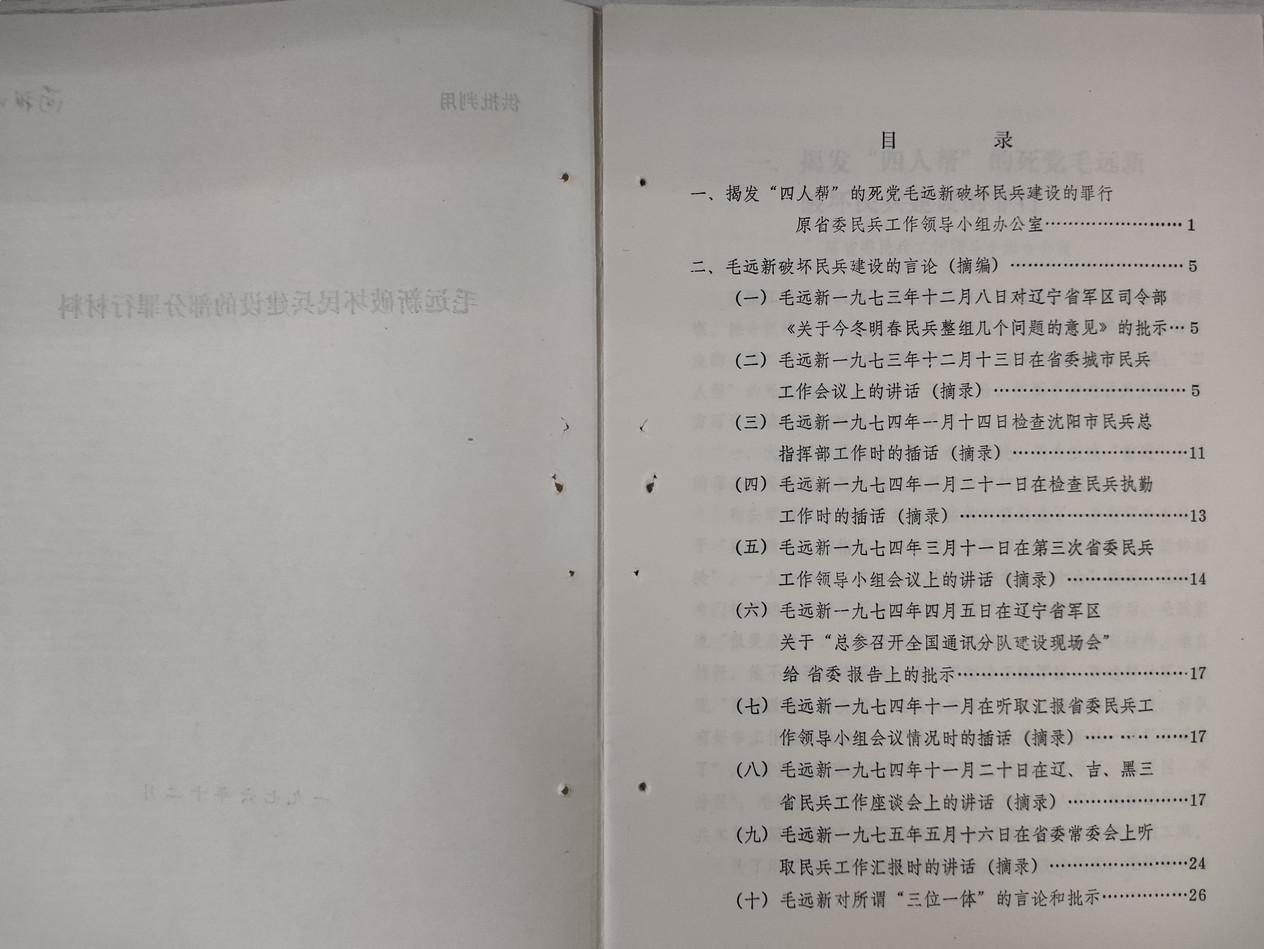 供批判用
毛远新破坏民兵建设的部分罪行材料
一九七六年十二月
目 录
一、揭发“四人帮”的死党毛远新破坏民兵建设的罪行
原省委民兵工作领导小组办公室……………………1
二、毛远新破坏民兵建设的言论（摘编）……………………5
（一）毛远新一九七三年十二月八日对辽宁省军区司令部
《关于今冬明春民兵整组几个问题的意见》的批示…5
（二）毛远新一九七三年十二月十三日在省委城市民兵
工作会议上的讲话（摘录）……………………………5
（三）毛远新一九七四年一月十四日检查沈阳市民兵总
指挥部工作时的插话（摘录）…………………………11
（四）毛远新一九七四年一月二十一日在检查民兵执勤
工作时的插话（摘录）…………………………………13
（五）毛远新一九七四年三月十一日在第三次省委民兵
工作领导小组会议上的讲话（摘录）…………………14
（六）毛远新一九七四年四月五日在辽宁省军区
关于“总参召开全国通讯分队建设现场会”
给省委报告上的批示……………………………………17
（七）毛远新一九七四年十一月在听取汇报省委民兵工
作领导小组会议情况时的插话（摘录）………………17
（八）毛远新一九七四年十一月二十日在辽、吉、黑三
省民兵工作座谈会上的讲话（摘录）…………………17
（九）毛远新一九七五年五月十六日在省委常委会上听
取民兵工作汇报时的讲话（摘录）……………………24
（十）毛远新对所谓“三位一体”的言论和批示……………26